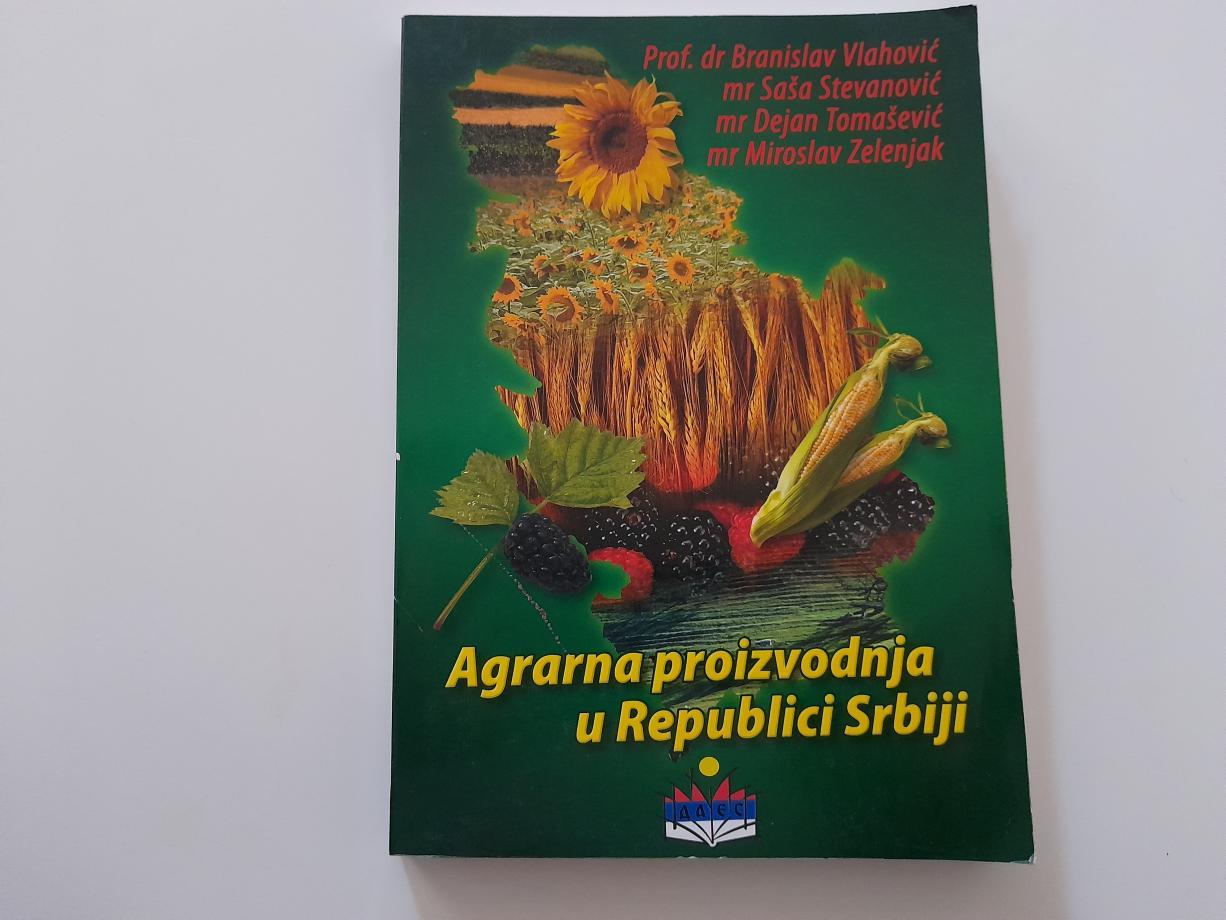 Prof. dr Branislav Vlahović
mr Saša Stevanović
mr Dejan Tomašević
mr Miroslav Zelenjak
Agrarna proizvodnja
u Republici Srbiji
ДАЕС